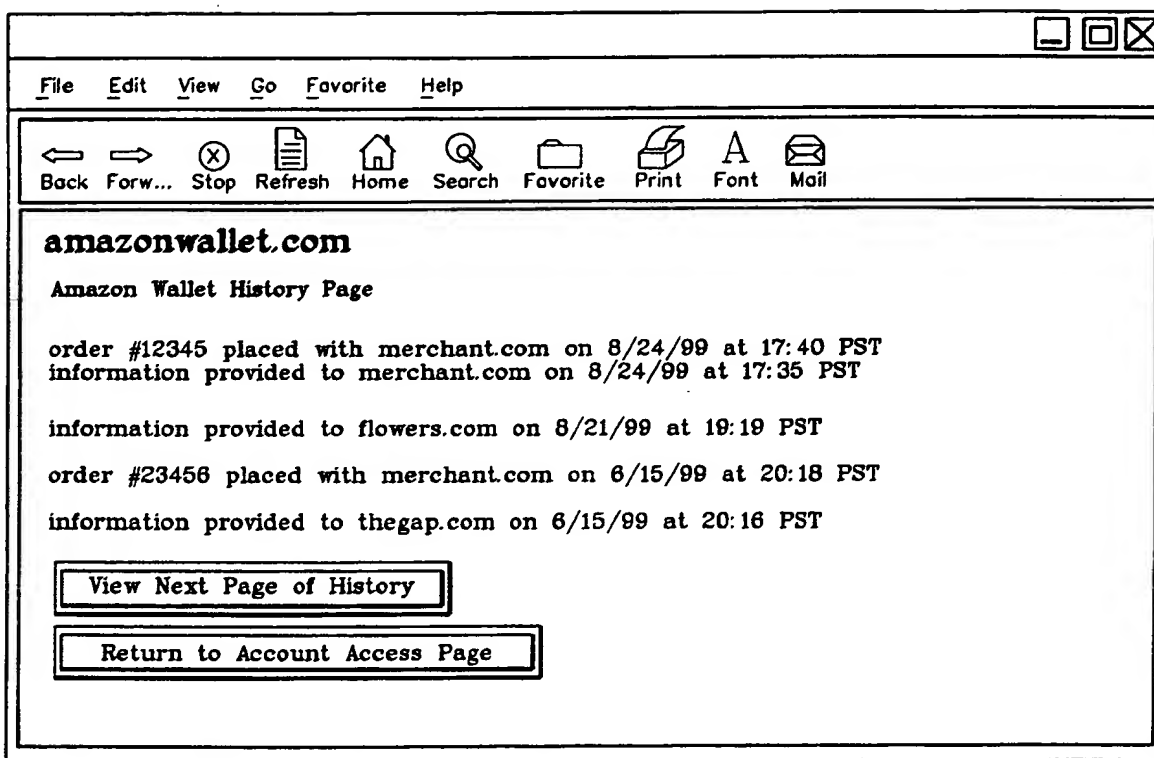 File Edit View Go Favorite Help
Back Forw... Stop Refresh Home Search Favorite Print Font Mail
amazonwallet.com
Amazon Wallet History Page
order #12345 placed with merchant.com on 8/24/99 at 17:40 PST
information provided to merchant.com on 8/24/99 at 17:35 PST
information provided to flowers.com on 8/21/99 at 19:19 PST
order #23456 placed with merchant.com on 6/15/99 at 20:18 PST
information provided to thegap.com on 6/15/99 at 20:16 PST
View Next Page of History
Return to Account Access Page